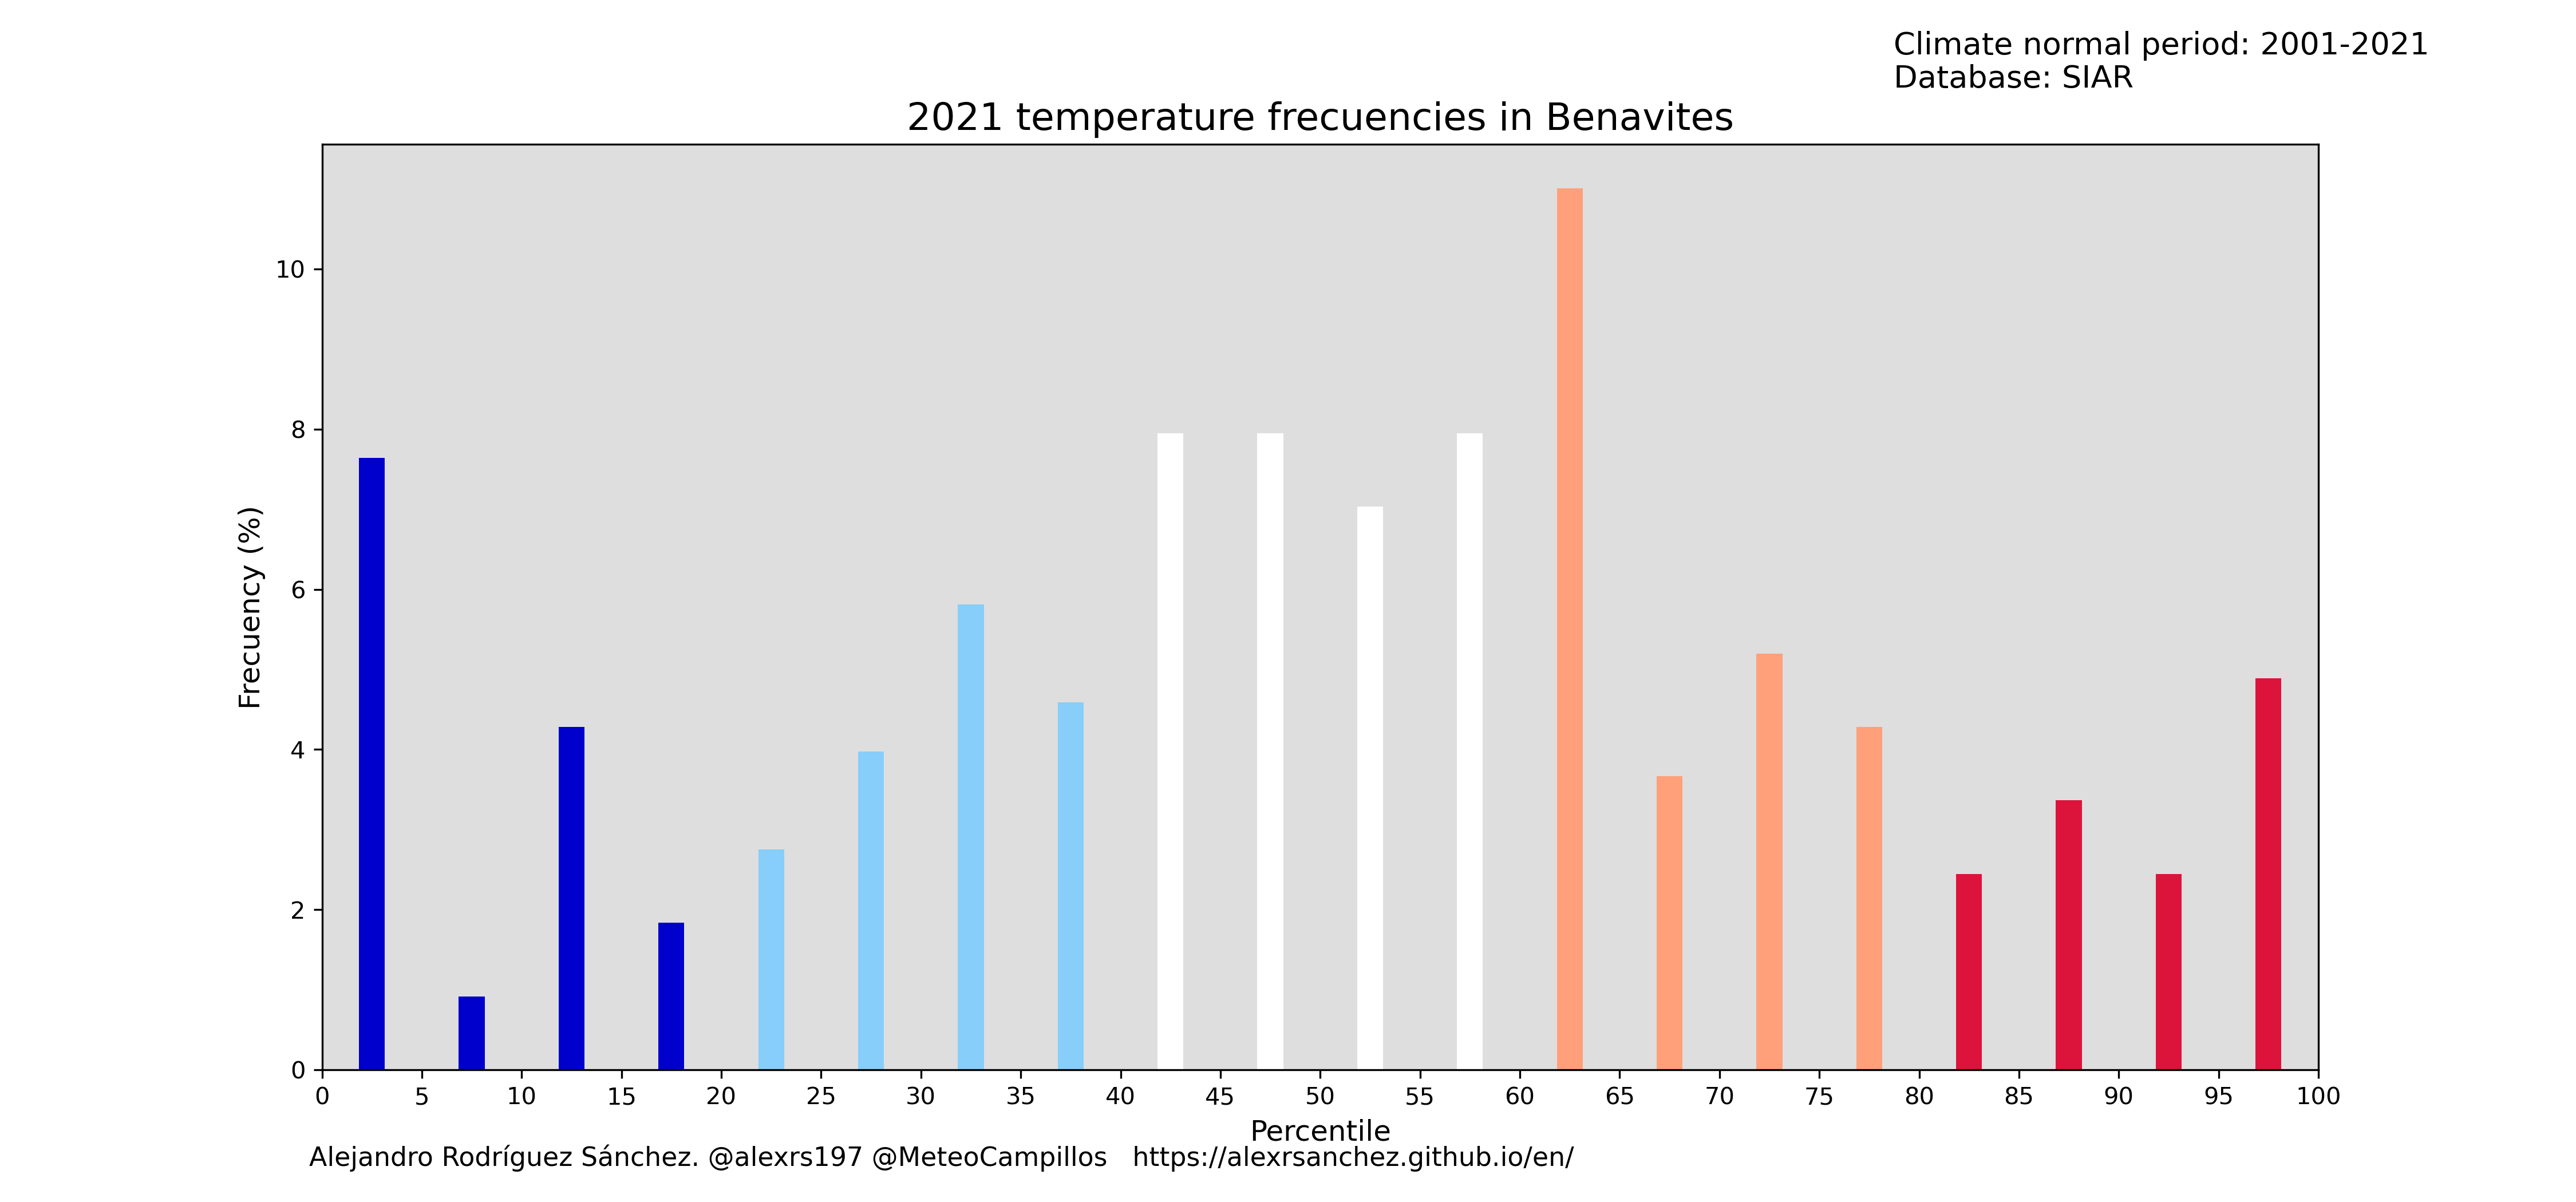 Climate normal period: 2001-2021
Database: SIAR
2021 temperature frecuencies in Benavites
Frecuency (%)
10
8
6
4
2
0
0 5 10 15 20 25 30 35 40 45 50 55 60 65 70 75 80 85 90 95 100
Percentile
Alejandro Rodríguez Sánchez. @alexrs197 @MeteoCampillos https://alexrsanchez.github.io/en/